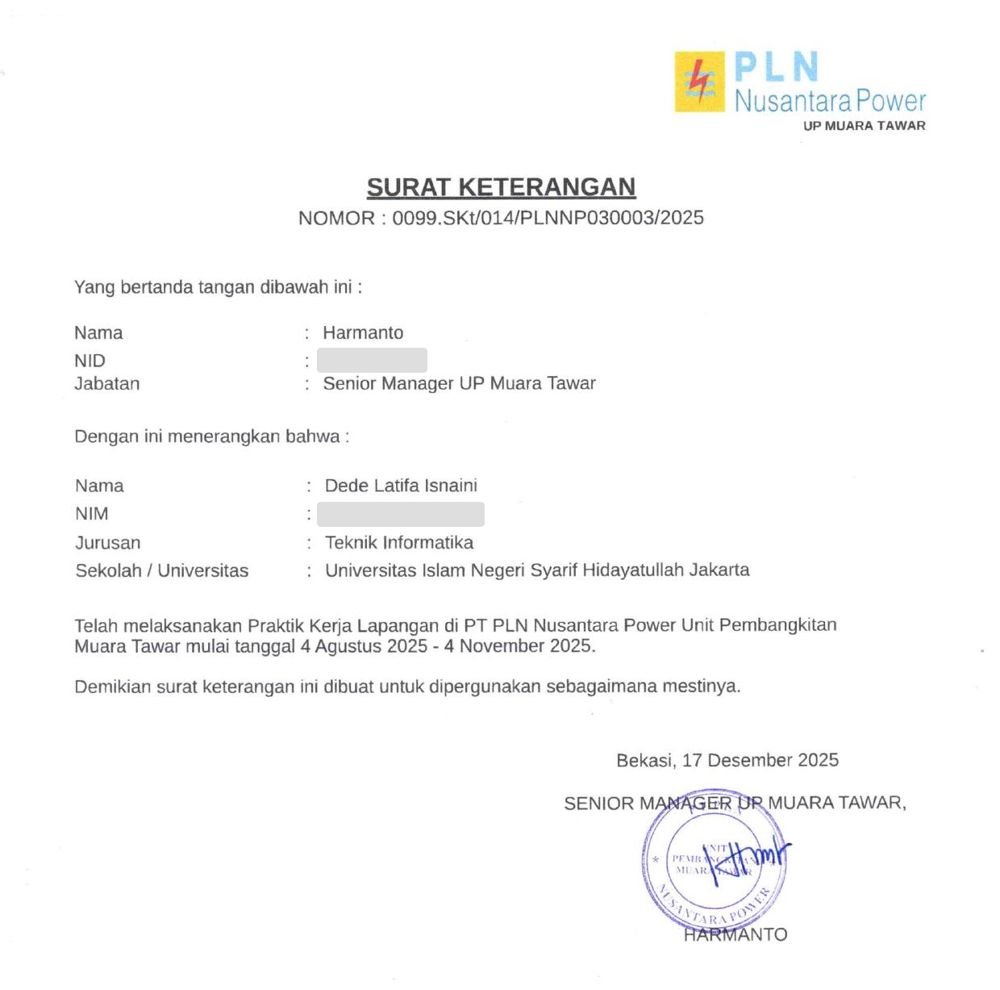 PLN
Nusantara Power
UP MUARA TAWAR
SURAT KETERANGAN
NOMOR : 0099.SKt/014/PLNNP030003/2025
Yang bertanda tangan dibawah ini :
Nama : Harmanto
NID :
Jabatan : Senior Manager UP Muara Tawar
Dengan ini menerangkan bahwa :
Nama : Dede Latifa Isnaini
NIM :
Jurusan : Teknik Informatika
Sekolah / Universitas : Universitas Islam Negeri Syarif Hidayatullah Jakarta
Telah melaksanakan Praktik Kerja Lapangan di PT PLN Nusantara Power Unit Pembangkitan
Muara Tawar mulai tanggal 4 Agustus 2025 - 4 November 2025.
Demikian surat keterangan ini dibuat untuk dipergunakan sebagaimana mestinya.
Bekasi, 17 Desember 2025
SENIOR MANAGER UP MUARA TAWAR,
UNIT
NUSANTARA POWER
HARMANTO